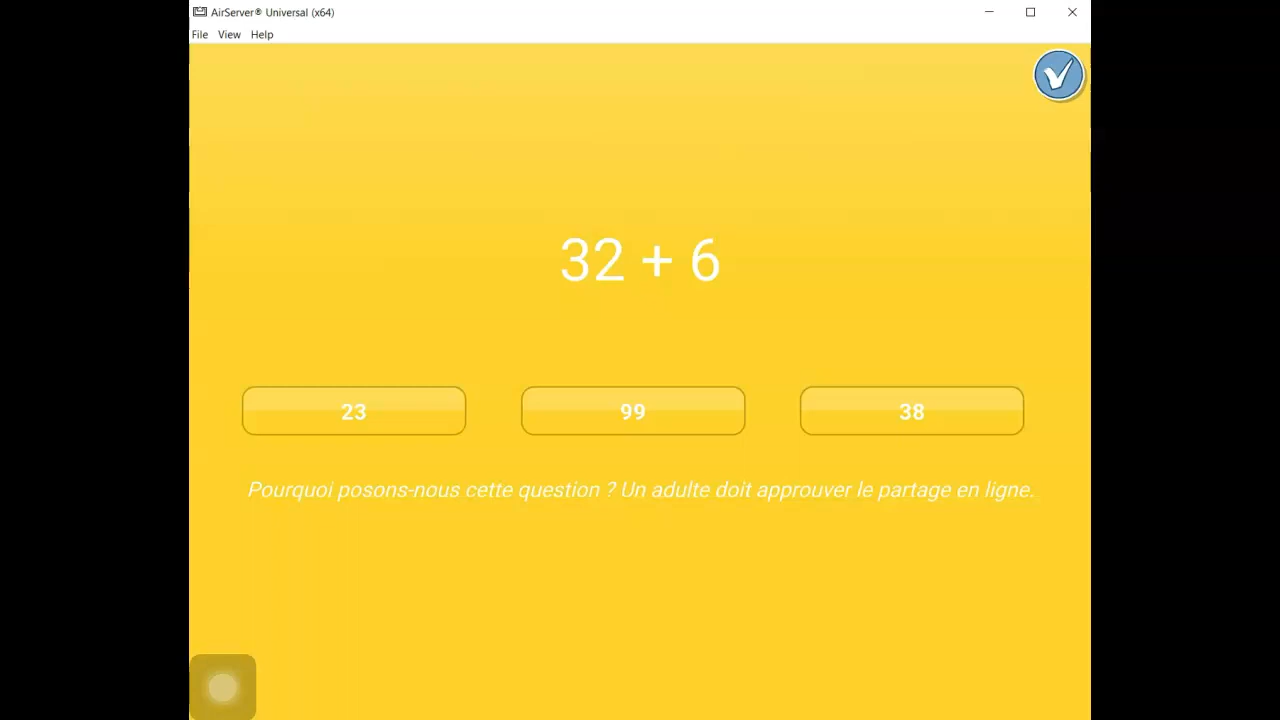 AirServer® Universal (x64)
File View Help
32 + 6
23 99 38
Pourquoi posons-nous cette question ? Un adulte doit approuver le partage en ligne.